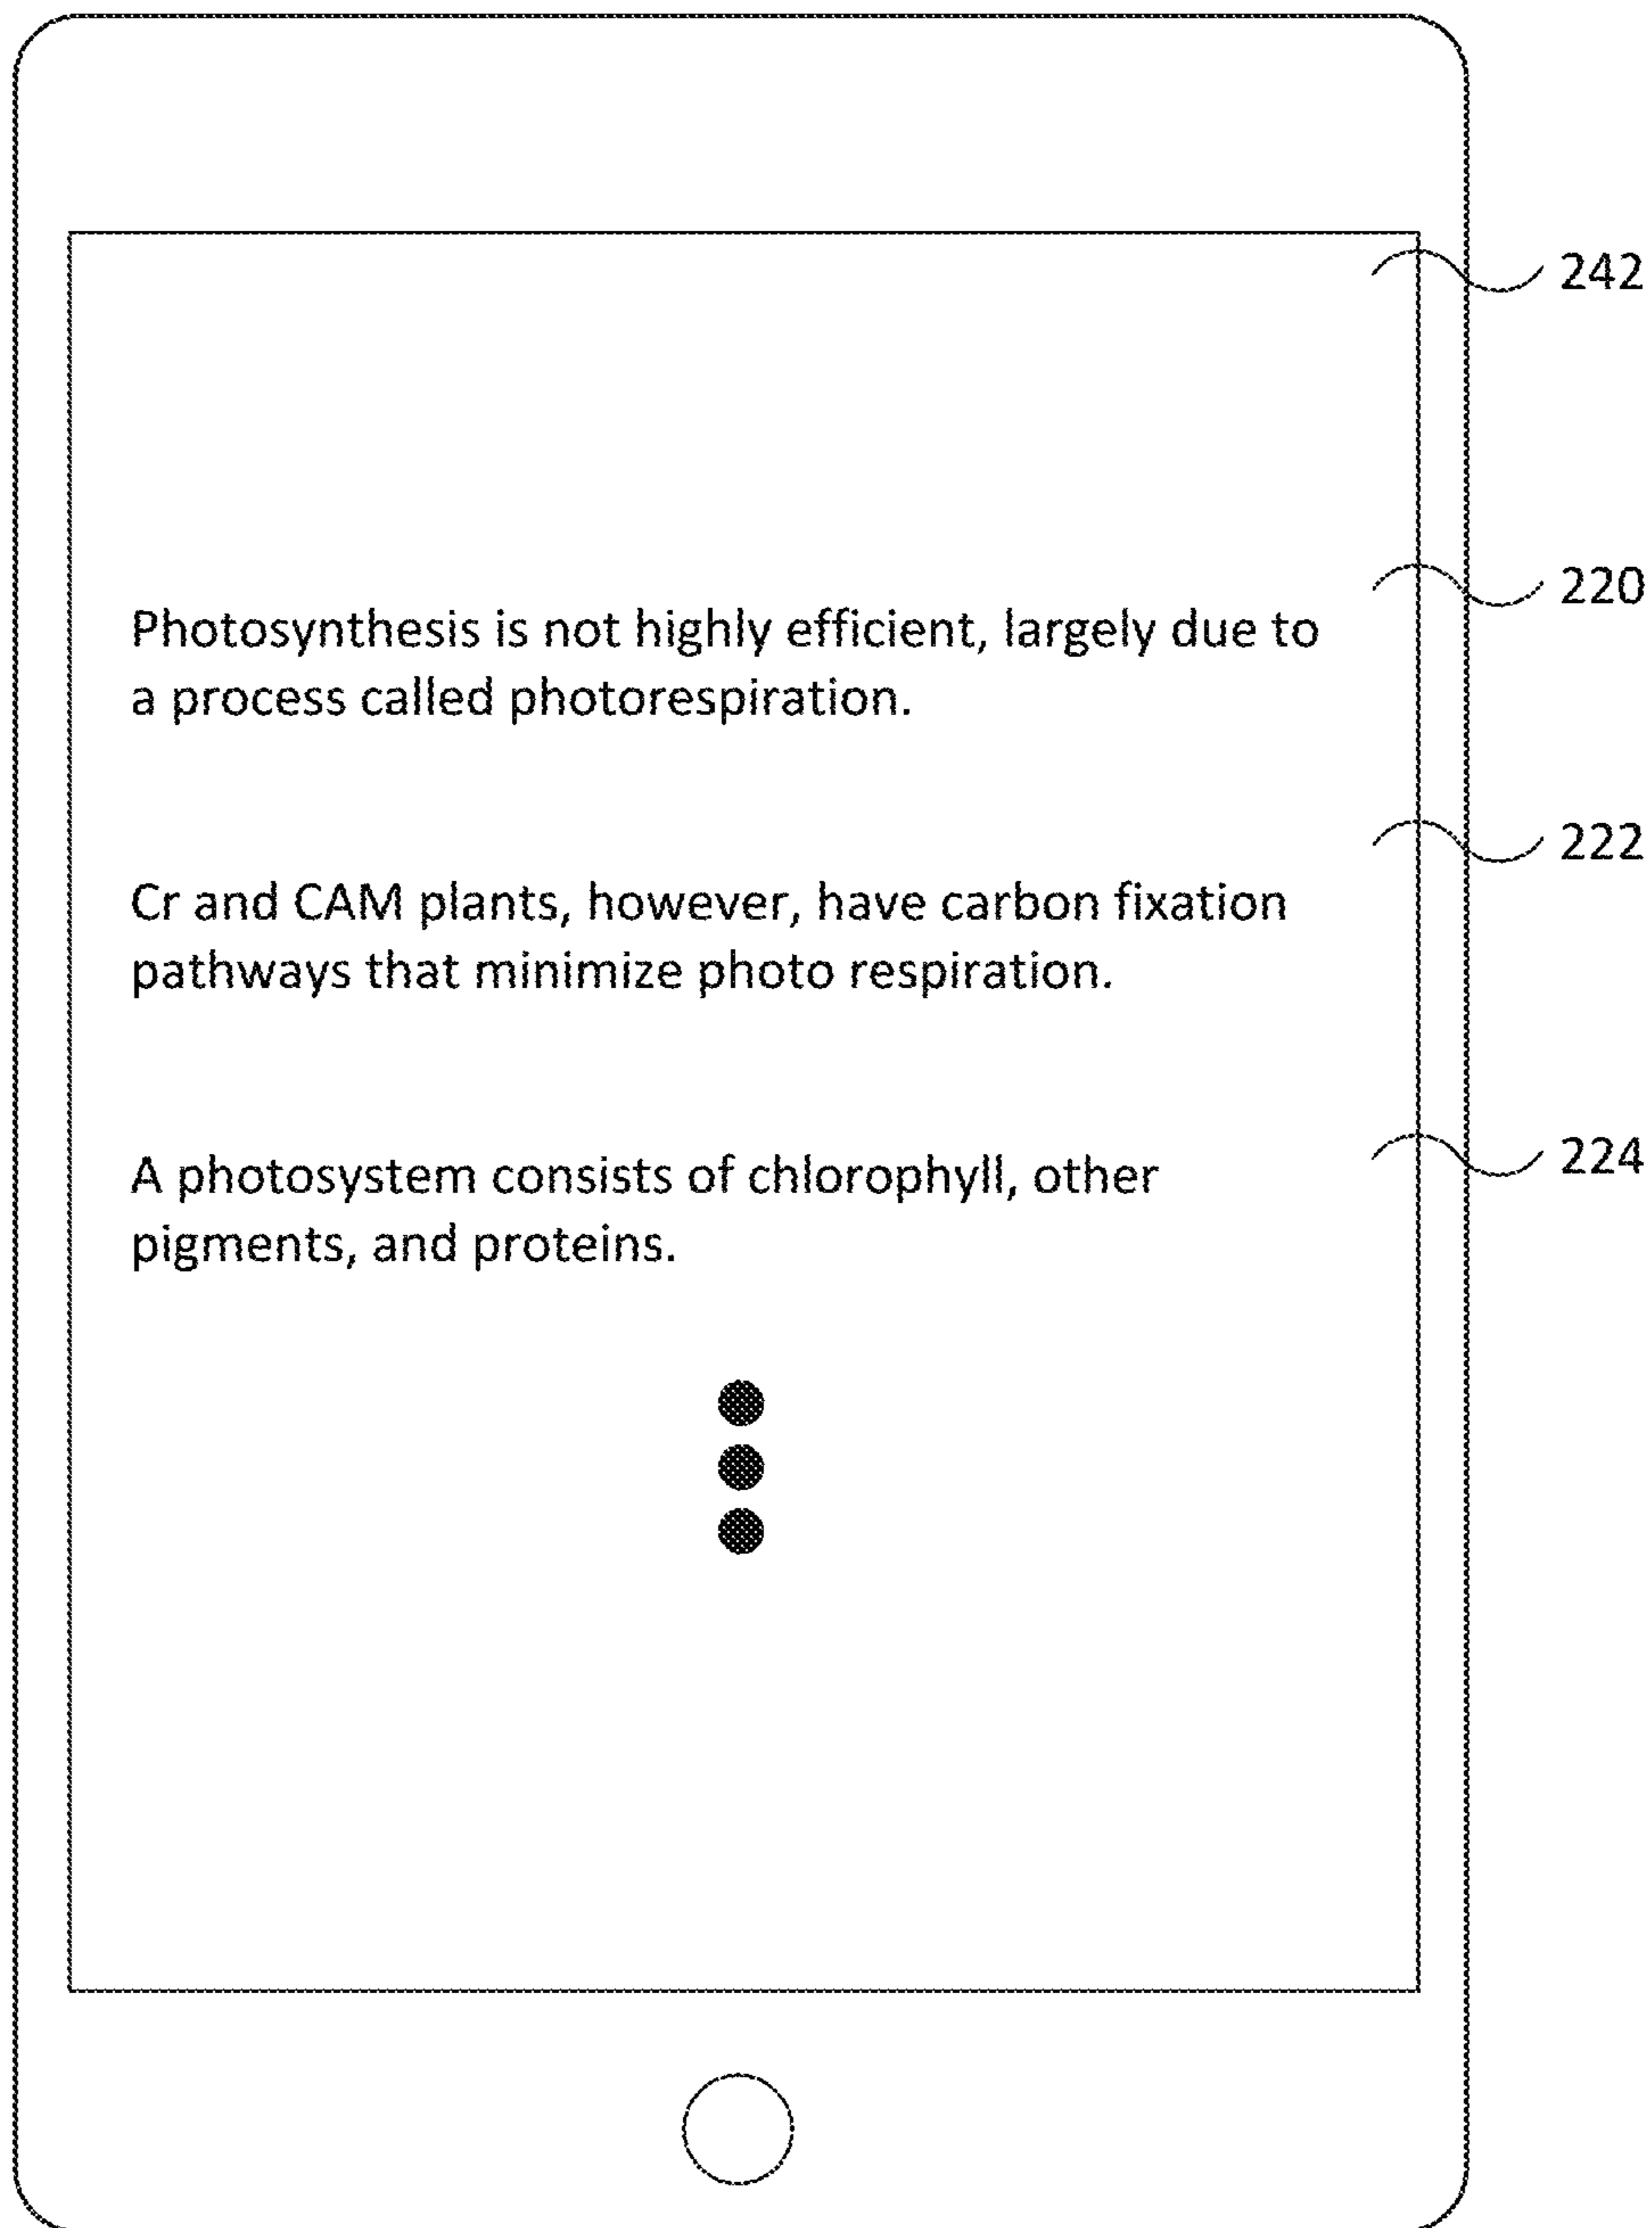 242
220
Photosynthesis is not highly efficient, largely due to
a process called photorespiration.
222
Cr and CAM plants, however, have carbon fixation
pathways that minimize photo respiration.
224
A photosystem consists of chlorophyll, other
pigments, and proteins.